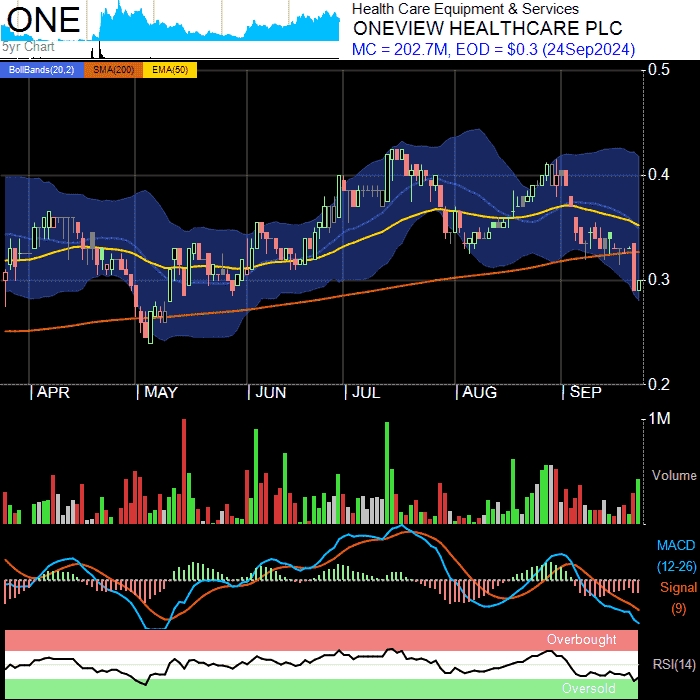 ONE
5yr Chart
Health Care Equipment & Services
ONEVIEW HEALTHCARE PLC
MC = 202.7M, EOD = $0.3 (24Sep2024)
BollBands(20,2) SMA(200) EMA(50)
0.5
0.4
0.3
0.2
APR MAY JUN JUL AUG SEP
1M
Volume
MACD
(12-26)
Signal
(9)
Overbought
RSI(14)
Oversold